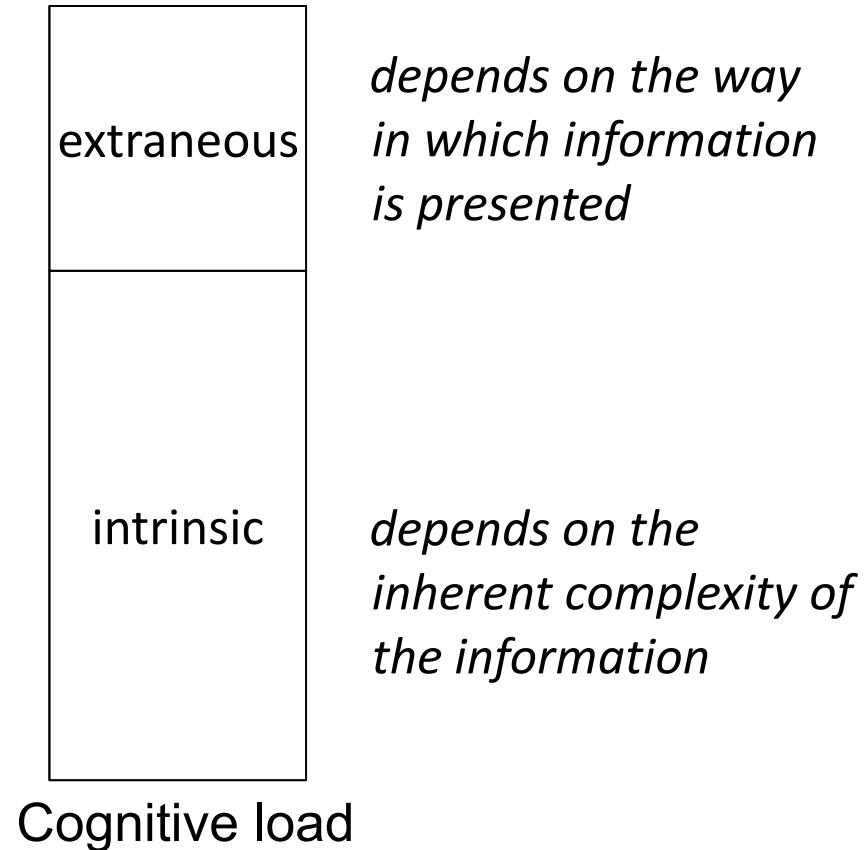 extraneous
depends on the way
in which information
is presented
intrinsic
depends on the
inherent complexity of
the information
Cognitive load